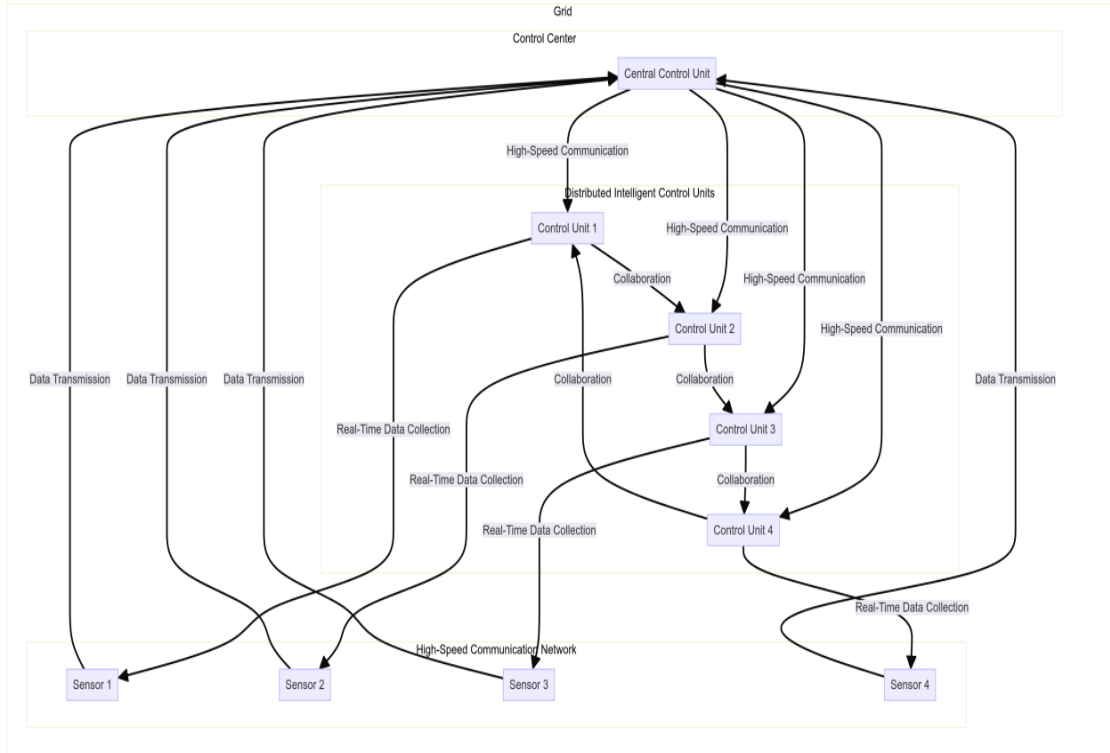 Grid
Control Center
Central Control Unit
High-Speed Communication
Distributed Intelligent Control Units
Control Unit 1
High-Speed Communication
Collaboration
High-Speed Communication
Control Unit 2
High-Speed Communication
Data Transmission
Data Transmission
Data Transmission
Collaboration
Collaboration
Data Transmission
Real-Time Data Collection
Control Unit 3
Real-Time Data Collection
Collaboration
Real-Time Data Collection
Control Unit 4
Real-Time Data Collection
High-Speed Communication Network
Sensor 1
Sensor 2
Sensor 3
Sensor 4